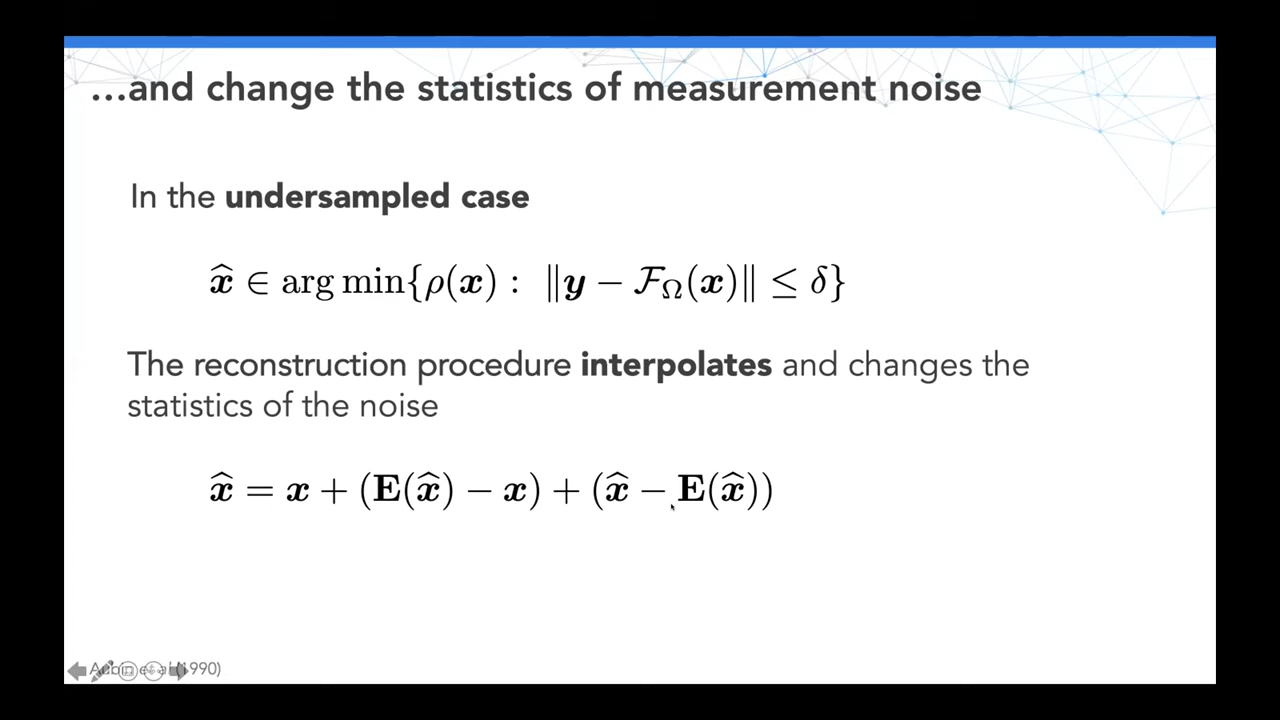 ...and change the statistics of measurement noise
In the undersampled case
x̂ ∈ arg min{ρ(x) : ‖y − ℱ_Ω(x)‖ ≤ δ}
The reconstruction procedure interpolates and changes the
statistics of the noise
x̂ = x + (E(x̂) − x) + (x̂ − E(x̂))
(1990)